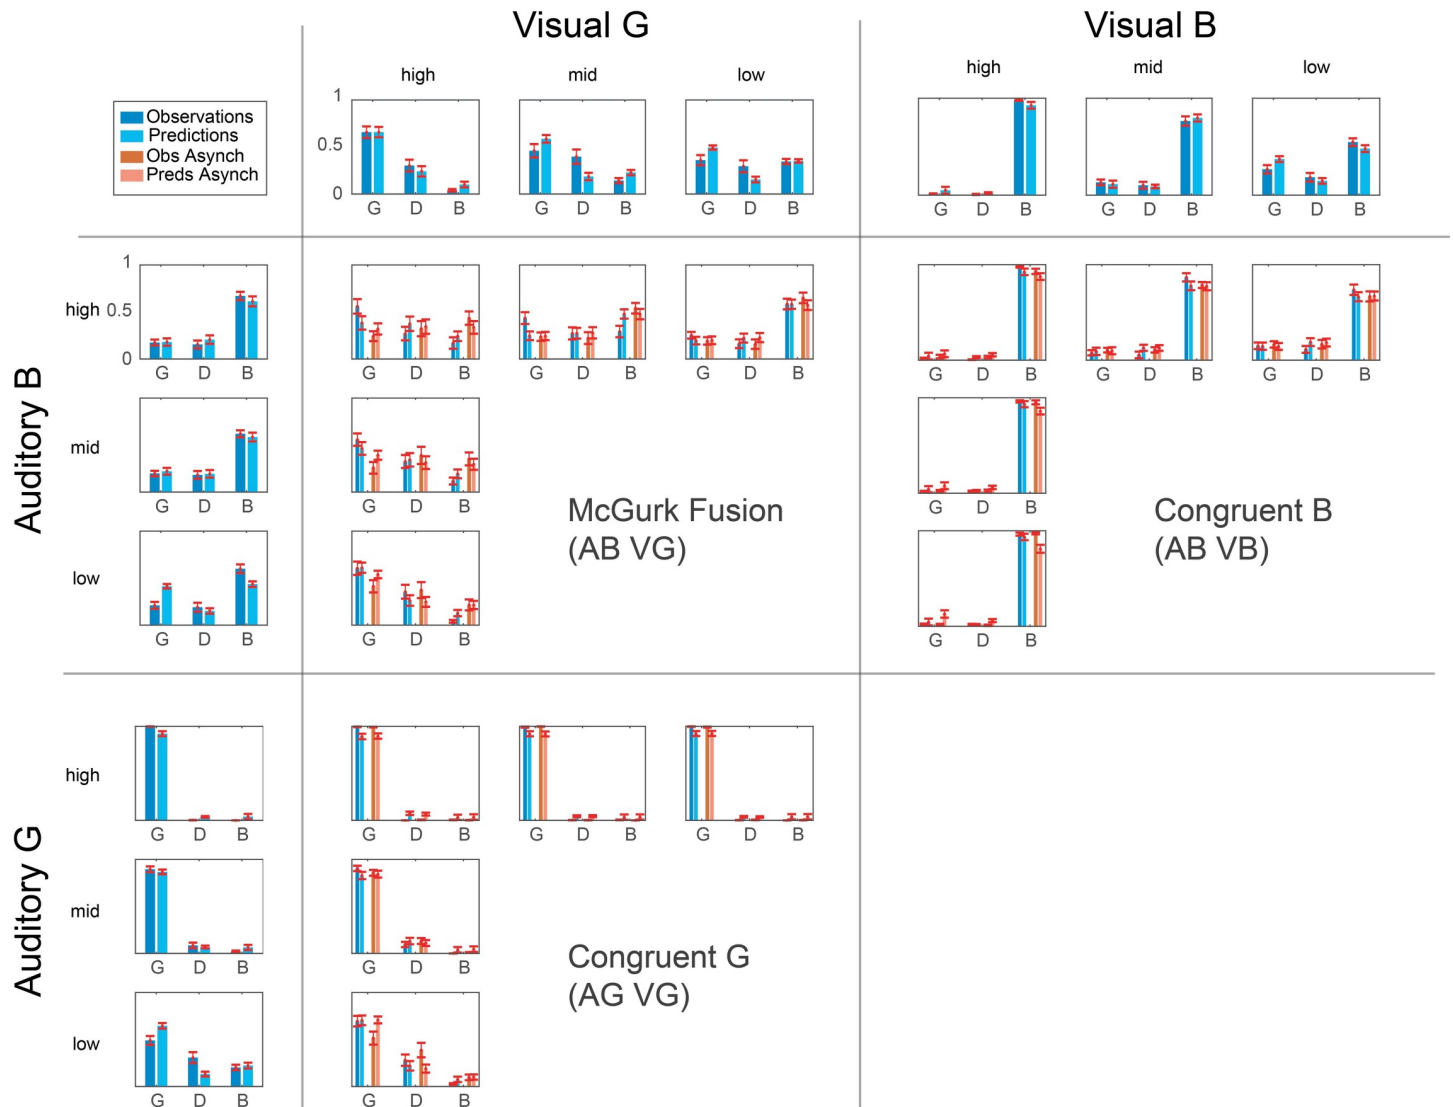 Visual G
Visual B
high
mid
low
high
mid
low
Observations
Predictions
Obs Asynch
Preds Asynch
1
0.5
0
G D B
G D B
G D B
G D B
G D B
G D B
Auditory B
high
1
0.5
0
G D B
G D B
G D B
G D B
G D B
G D B
G D B
mid
G D B
G D B
G D B
McGurk Fusion
(AB VG)
Congruent B
(AB VB)
low
G D B
G D B
G D B
Auditory G
high
G D B
G D B
G D B
G D B
mid
G D B
G D B
Congruent G
(AG VG)
low
G D B
G D B